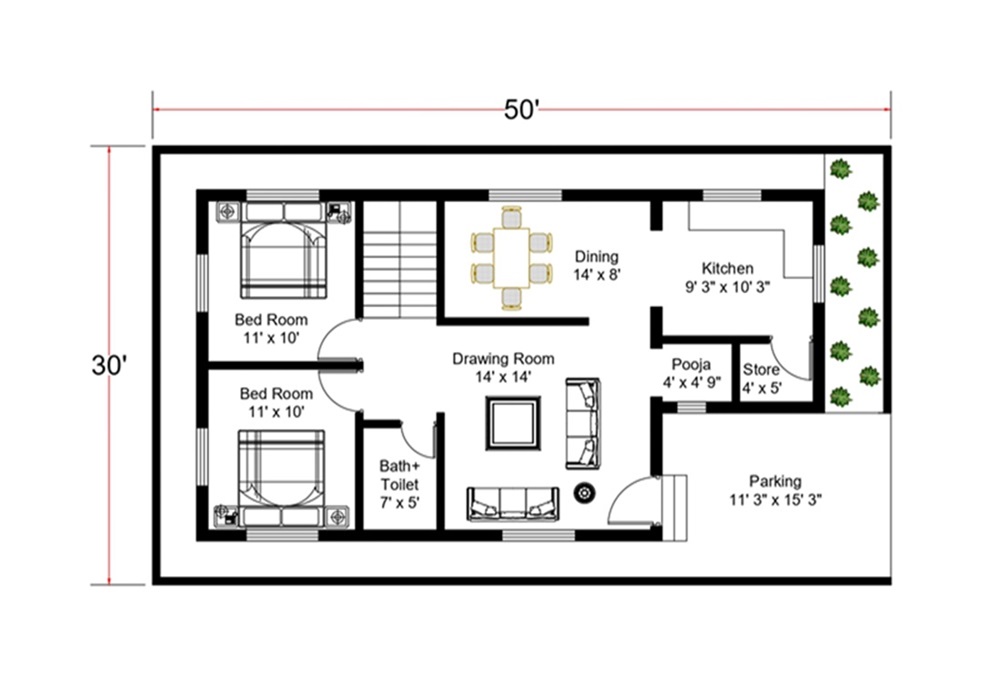 50'
30'
Bed Room
11' x 10'
Dining
14' x 8'
Kitchen
9' 3" x 10' 3"
Bed Room
11' x 10'
Drawing Room
14' x 14'
Pooja
4' x 4' 9"
Store
4' x 5'
Bath+
Toilet
7' x 5'
Parking
11' 3" x 15' 3"